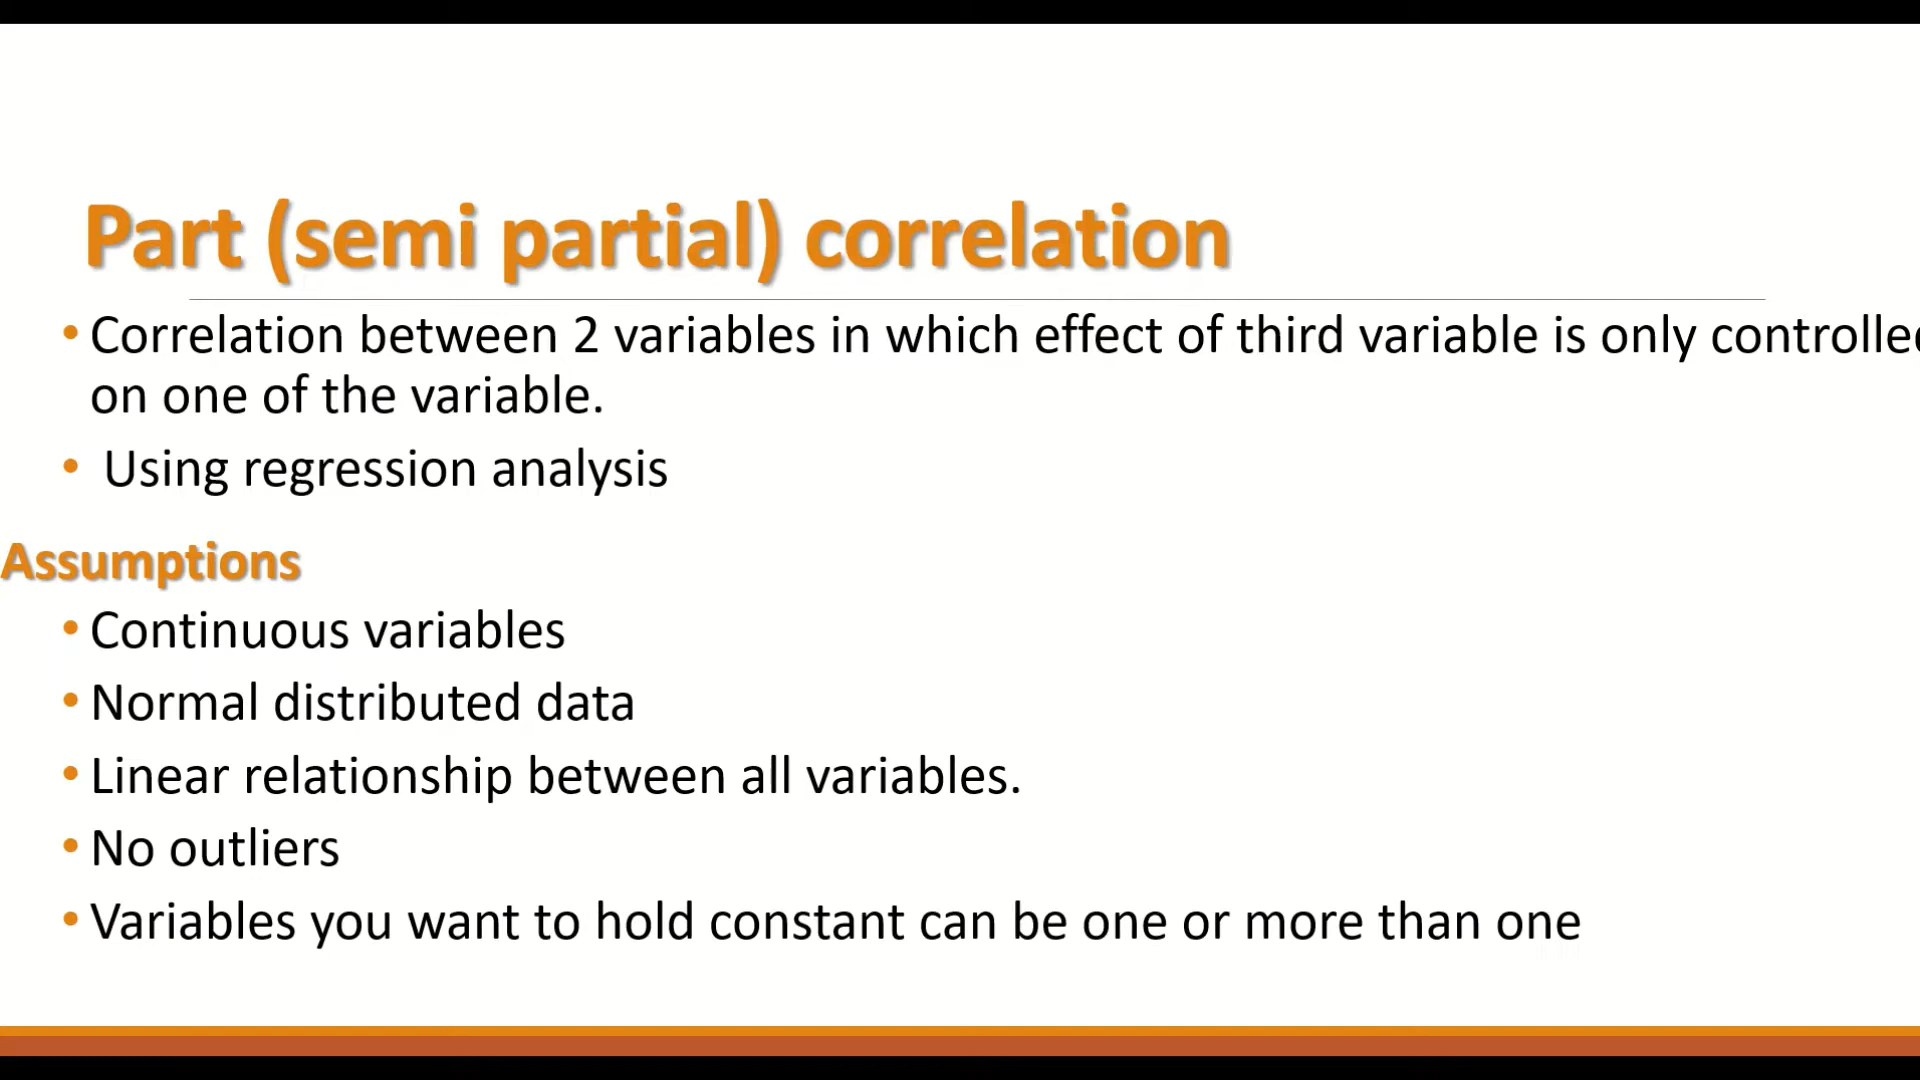 Part (semi partial) correlation
• Correlation between 2 variables in which effect of third variable is only controlled
on one of the variable.
• Using regression analysis
Assumptions
• Continuous variables
• Normal distributed data
• Linear relationship between all variables.
• No outliers
• Variables you want to hold constant can be one or more than one